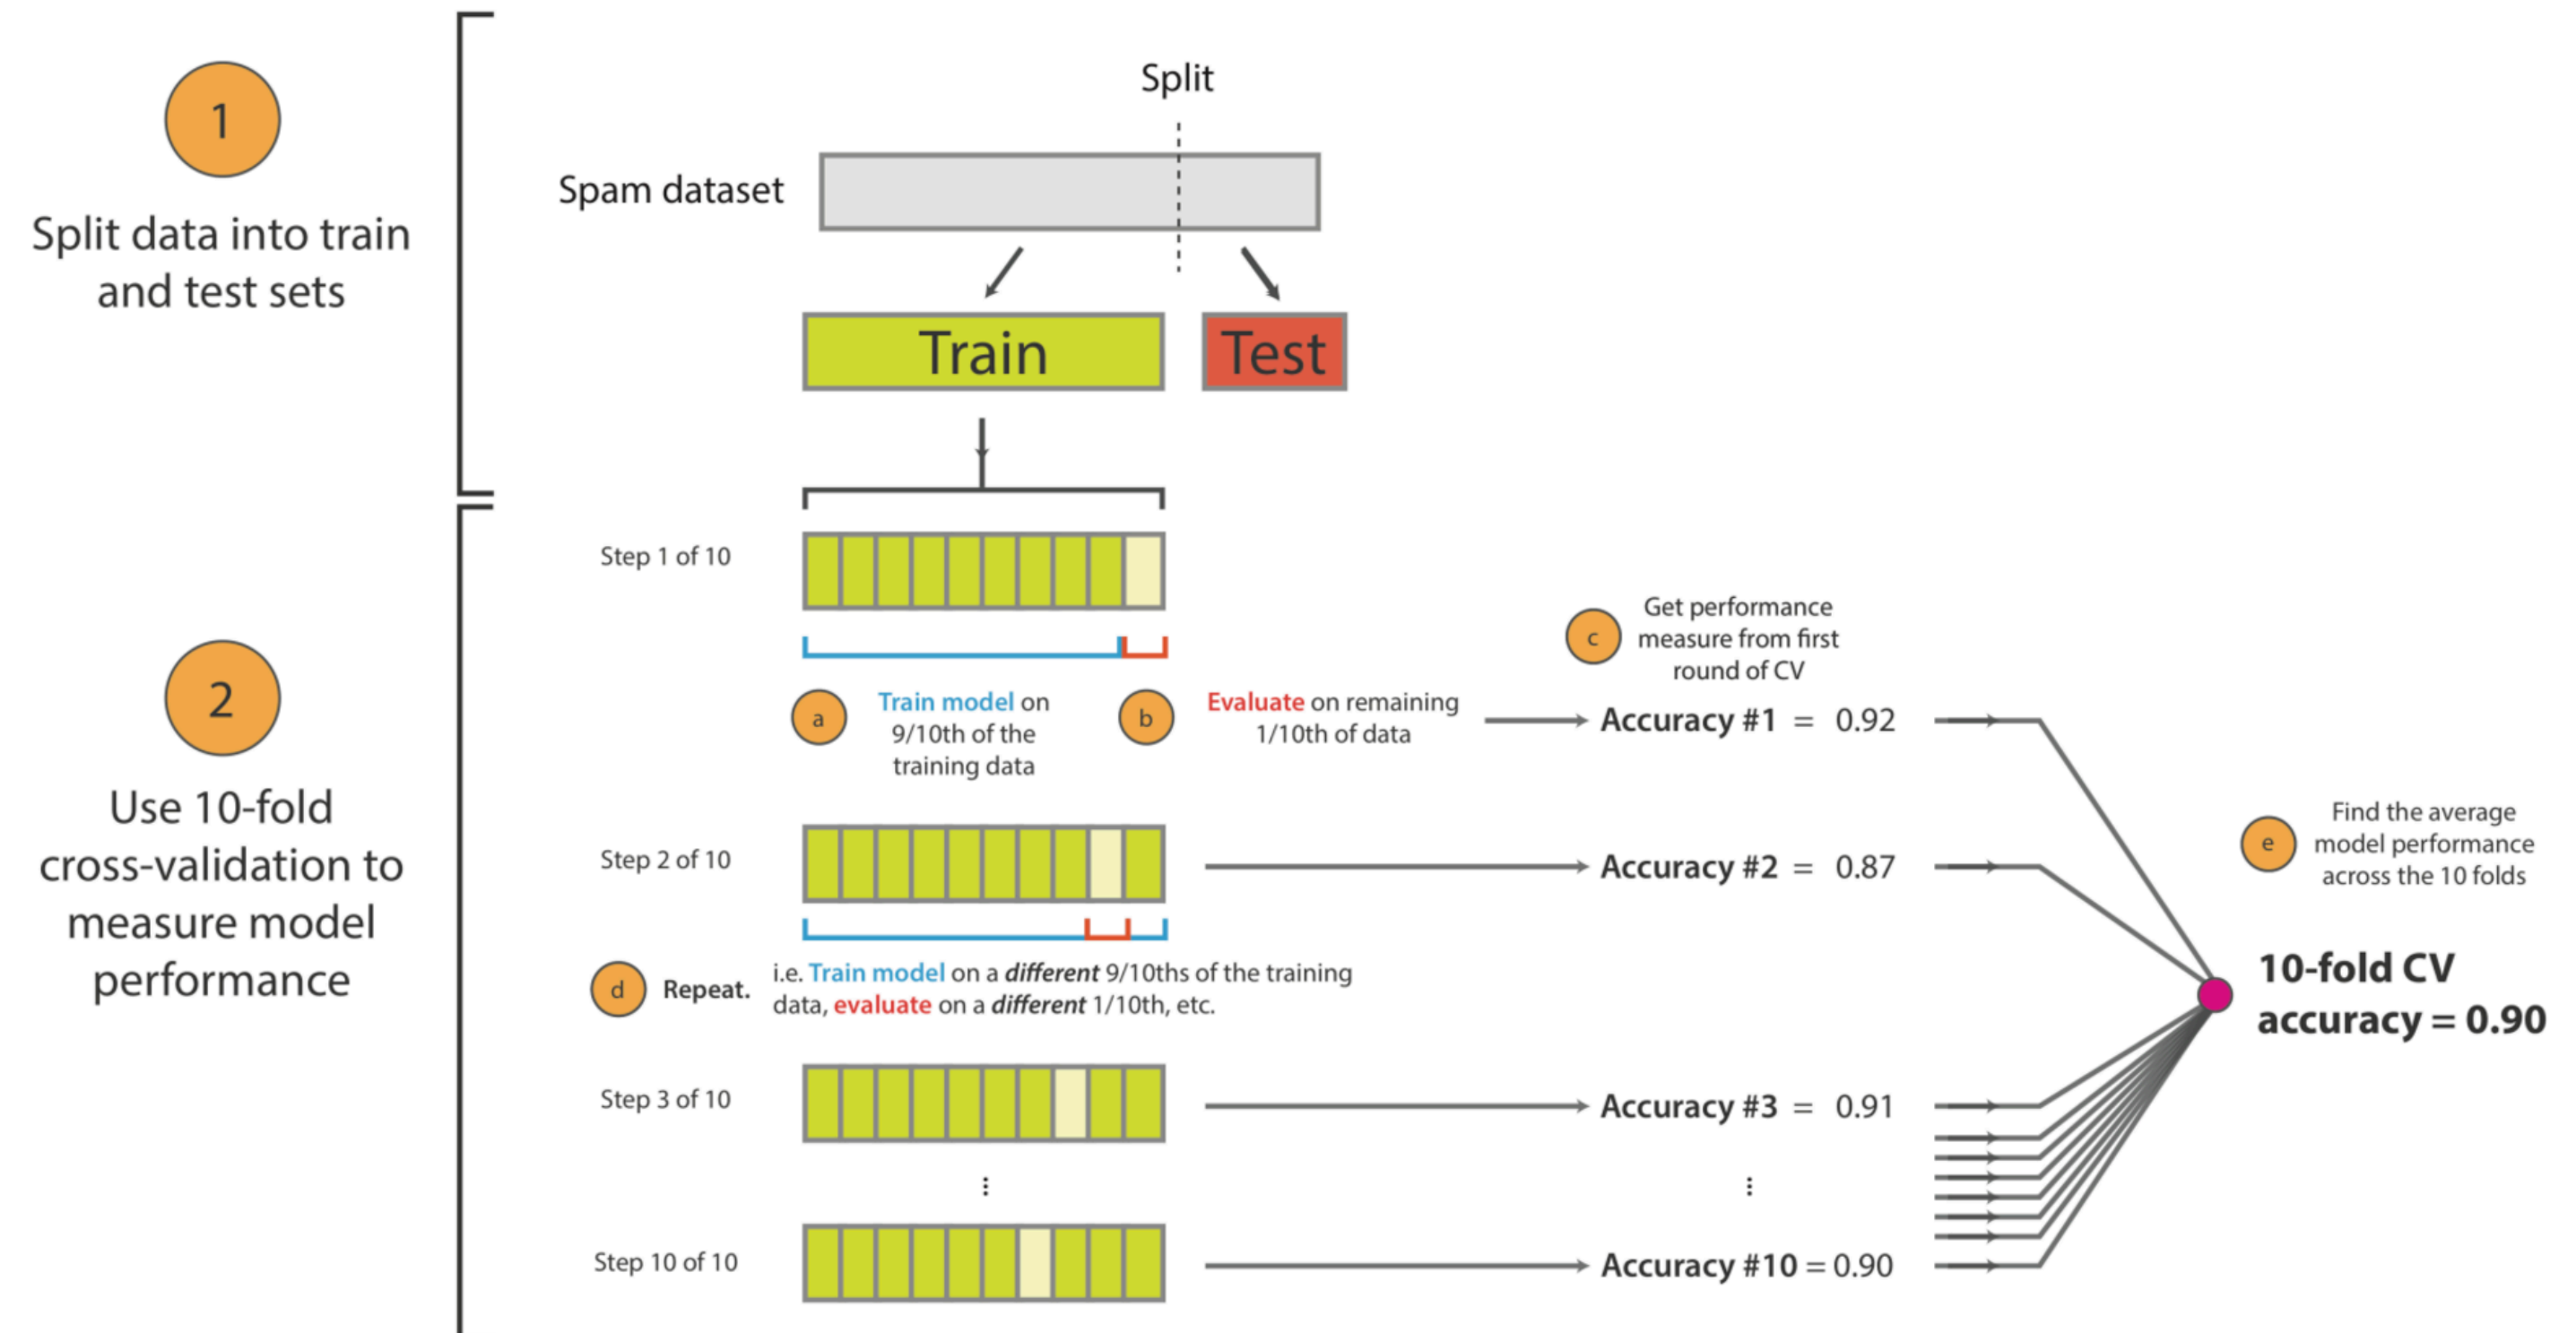 1
Split data into train
and test sets
Split
Spam dataset
Train
Test
2
Use 10-fold
cross-validation to
measure model
performance
Step 1 of 10
a
Train model on
9/10th of the
training data
b
Evaluate on remaining
1/10th of data
c
Get performance
measure from first
round of CV
Accuracy #1 = 0.92
Step 2 of 10
Accuracy #2 = 0.87
d
Repeat.
i.e. Train model on a different 9/10ths of the training
data, evaluate on a different 1/10th, etc.
Step 3 of 10
Accuracy #3 = 0.91
⋮
⋮
Step 10 of 10
Accuracy #10 = 0.90
e
Find the average
model performance
across the 10 folds
10-fold CV
accuracy = 0.90